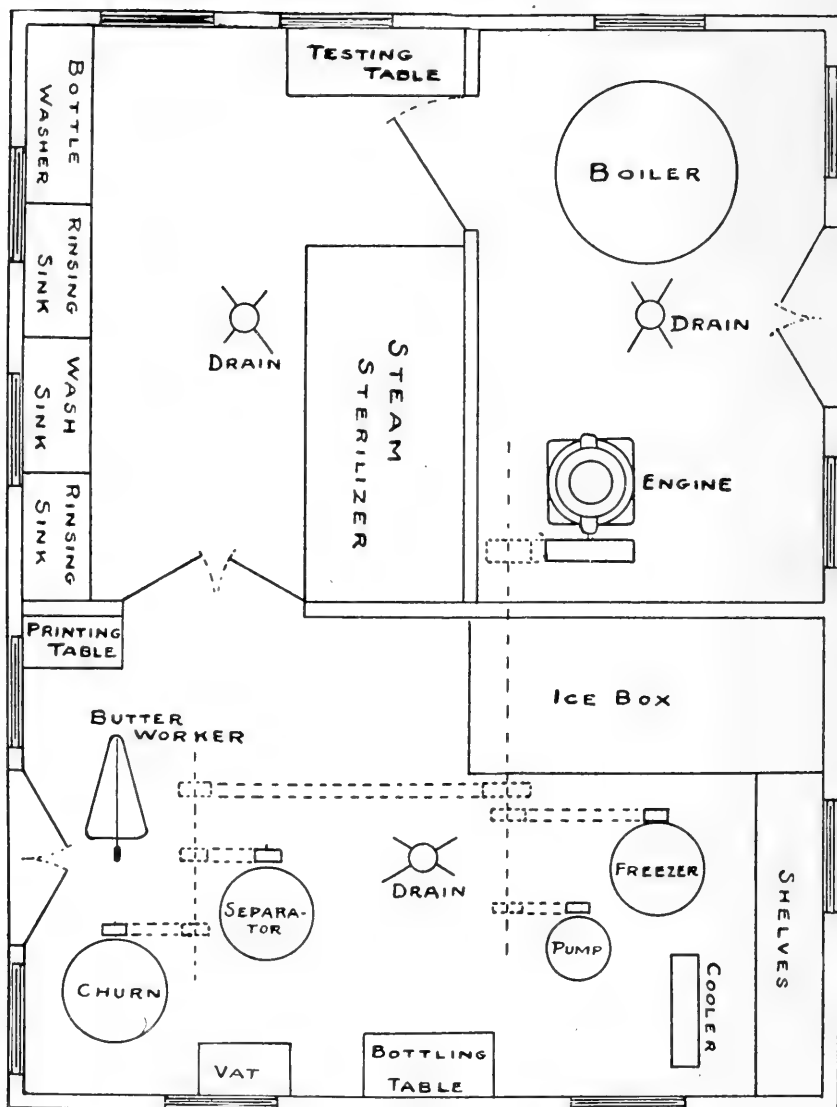 TESTING
TABLE
BOTTLE
WASHER
BOILER
RINSING
SINK
DRAIN
DRAIN
WASH
SINK
STEAM
STERILIZER
ENGINE
RINSING
SINK
PRINTING
TABLE
ICE BOX
BUTTER
WORKER
DRAIN
FREEZER
SHELVES
SEPARA-
TOR
PUMP
CHURN
COOLER
VAT
BOTTLING
TABLE